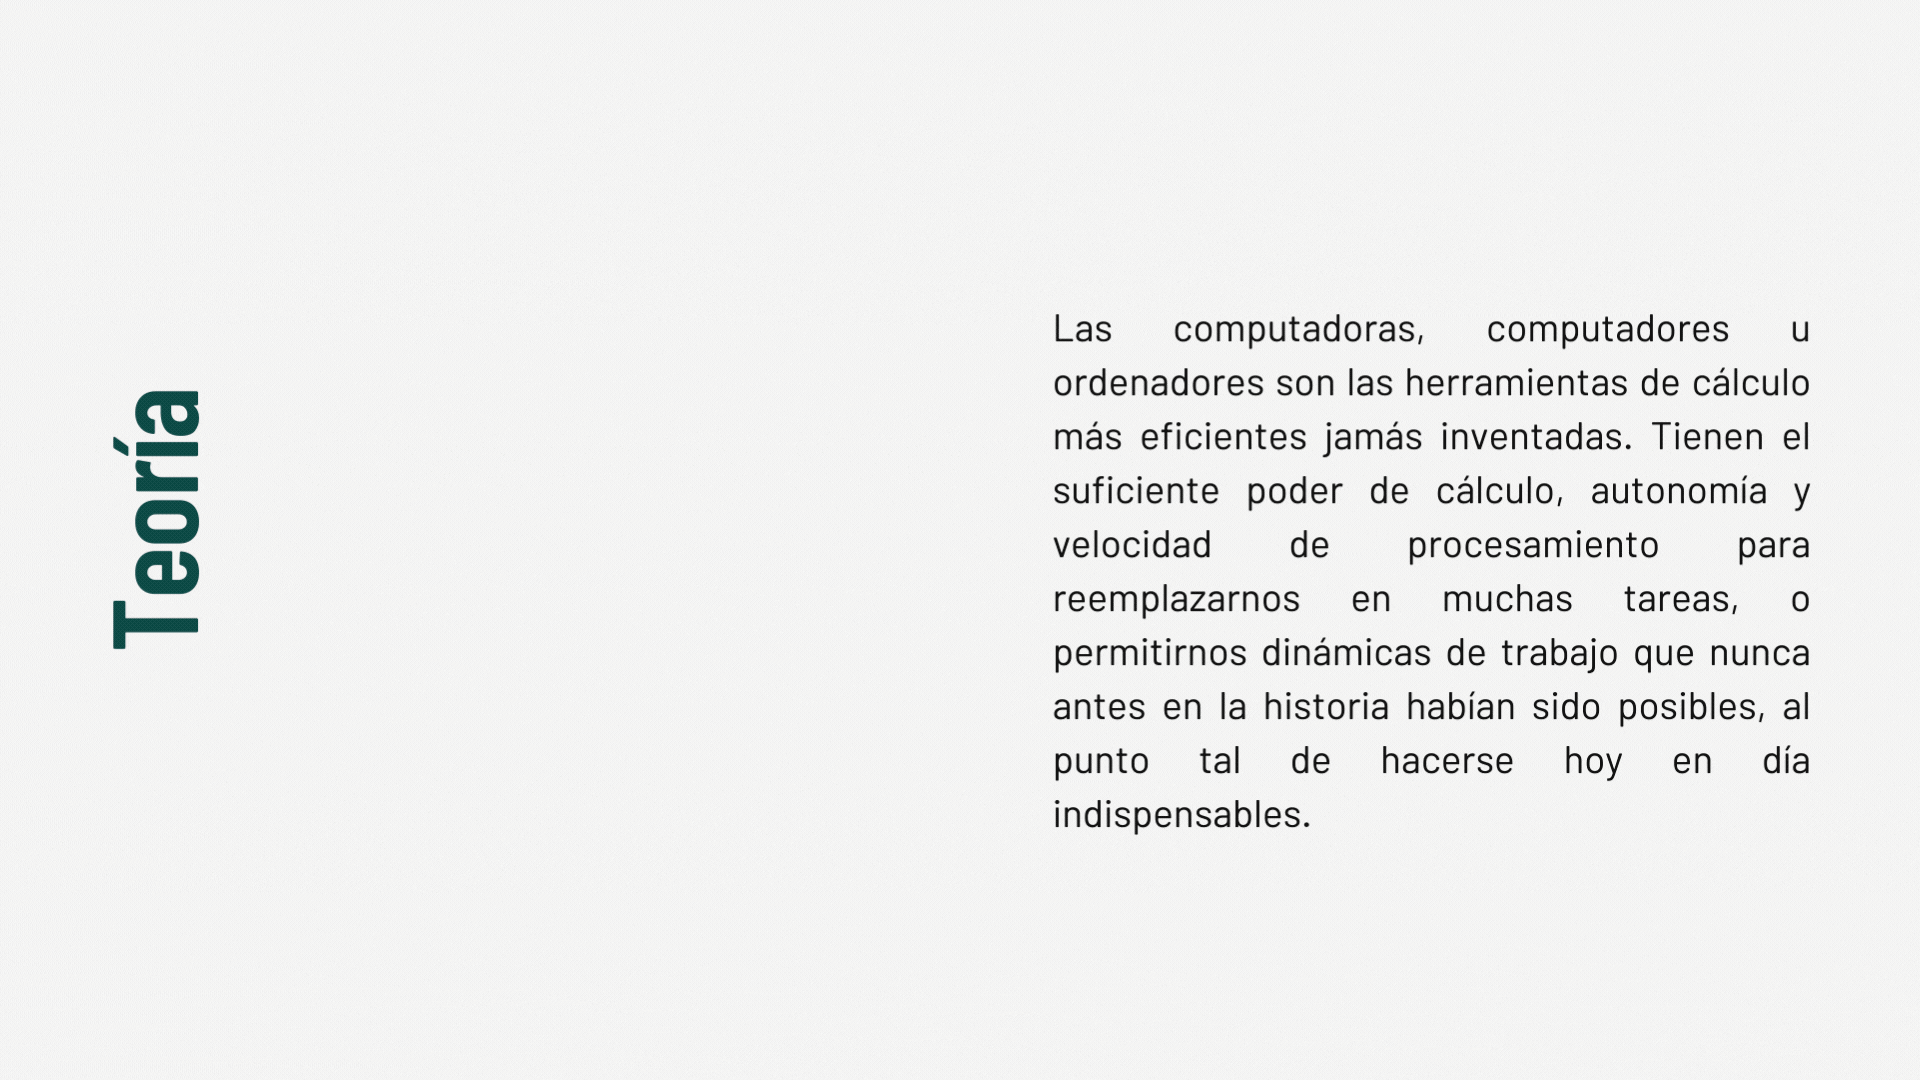 Teoría
Las computadoras, computadores u
ordenadores son las herramientas de cálculo
más eficientes jamás inventadas. Tienen el
suficiente poder de cálculo, autonomía y
velocidad de procesamiento para
reemplazarnos en muchas tareas, o
permitirnos dinámicas de trabajo que nunca
antes en la historia habían sido posibles, al
punto tal de hacerse hoy en día
indispensables.